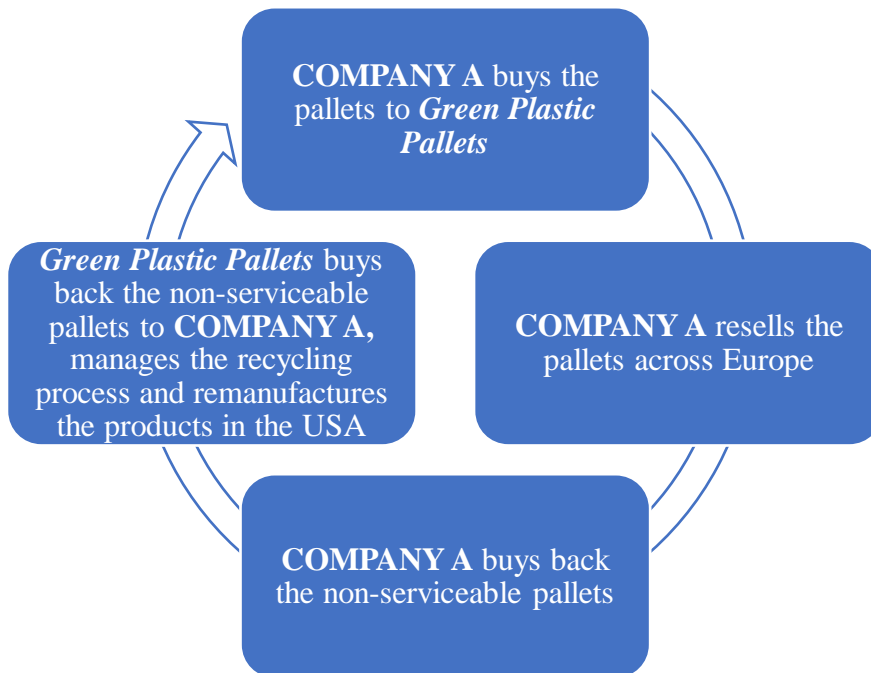 COMPANY A buys the
pallets to Green Plastic
Pallets
COMPANY A resells the
pallets across Europe
COMPANY A buys back
the non-serviceable pallets
Green Plastic Pallets buys
back the non-serviceable
pallets to COMPANY A,
manages the recycling
process and remanufactures
the products in the USA